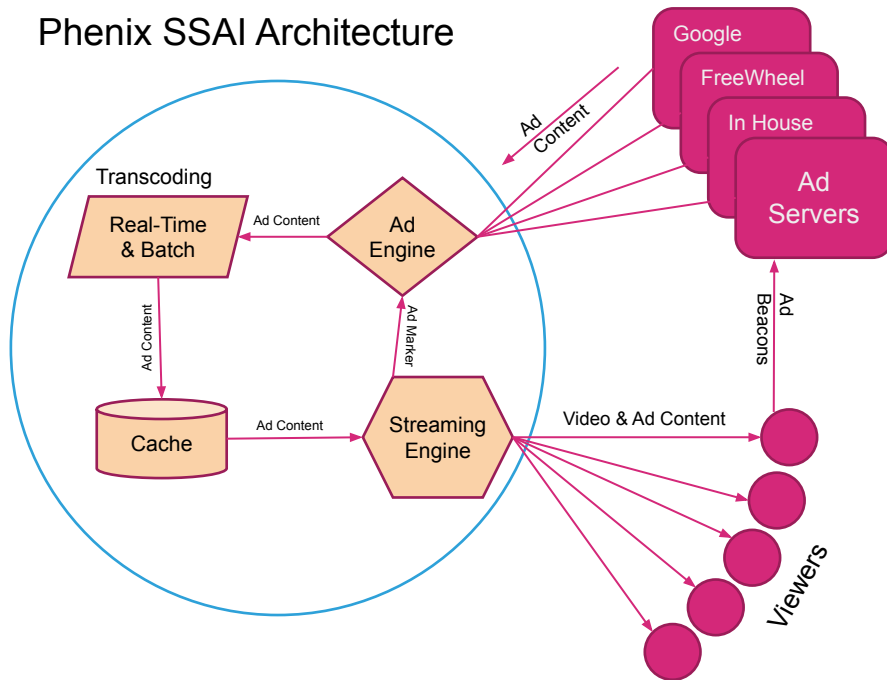 Phenix SSAI Architecture
Google
FreeWheel
In House
Ad
Servers
Ad
Content
Transcoding
Real-Time
& Batch
Ad Content
Ad
Engine
Ad Content
Ad Marker
Ad
Beacons
Cache
Ad Content
Streaming
Engine
Video & Ad Content
Viewers